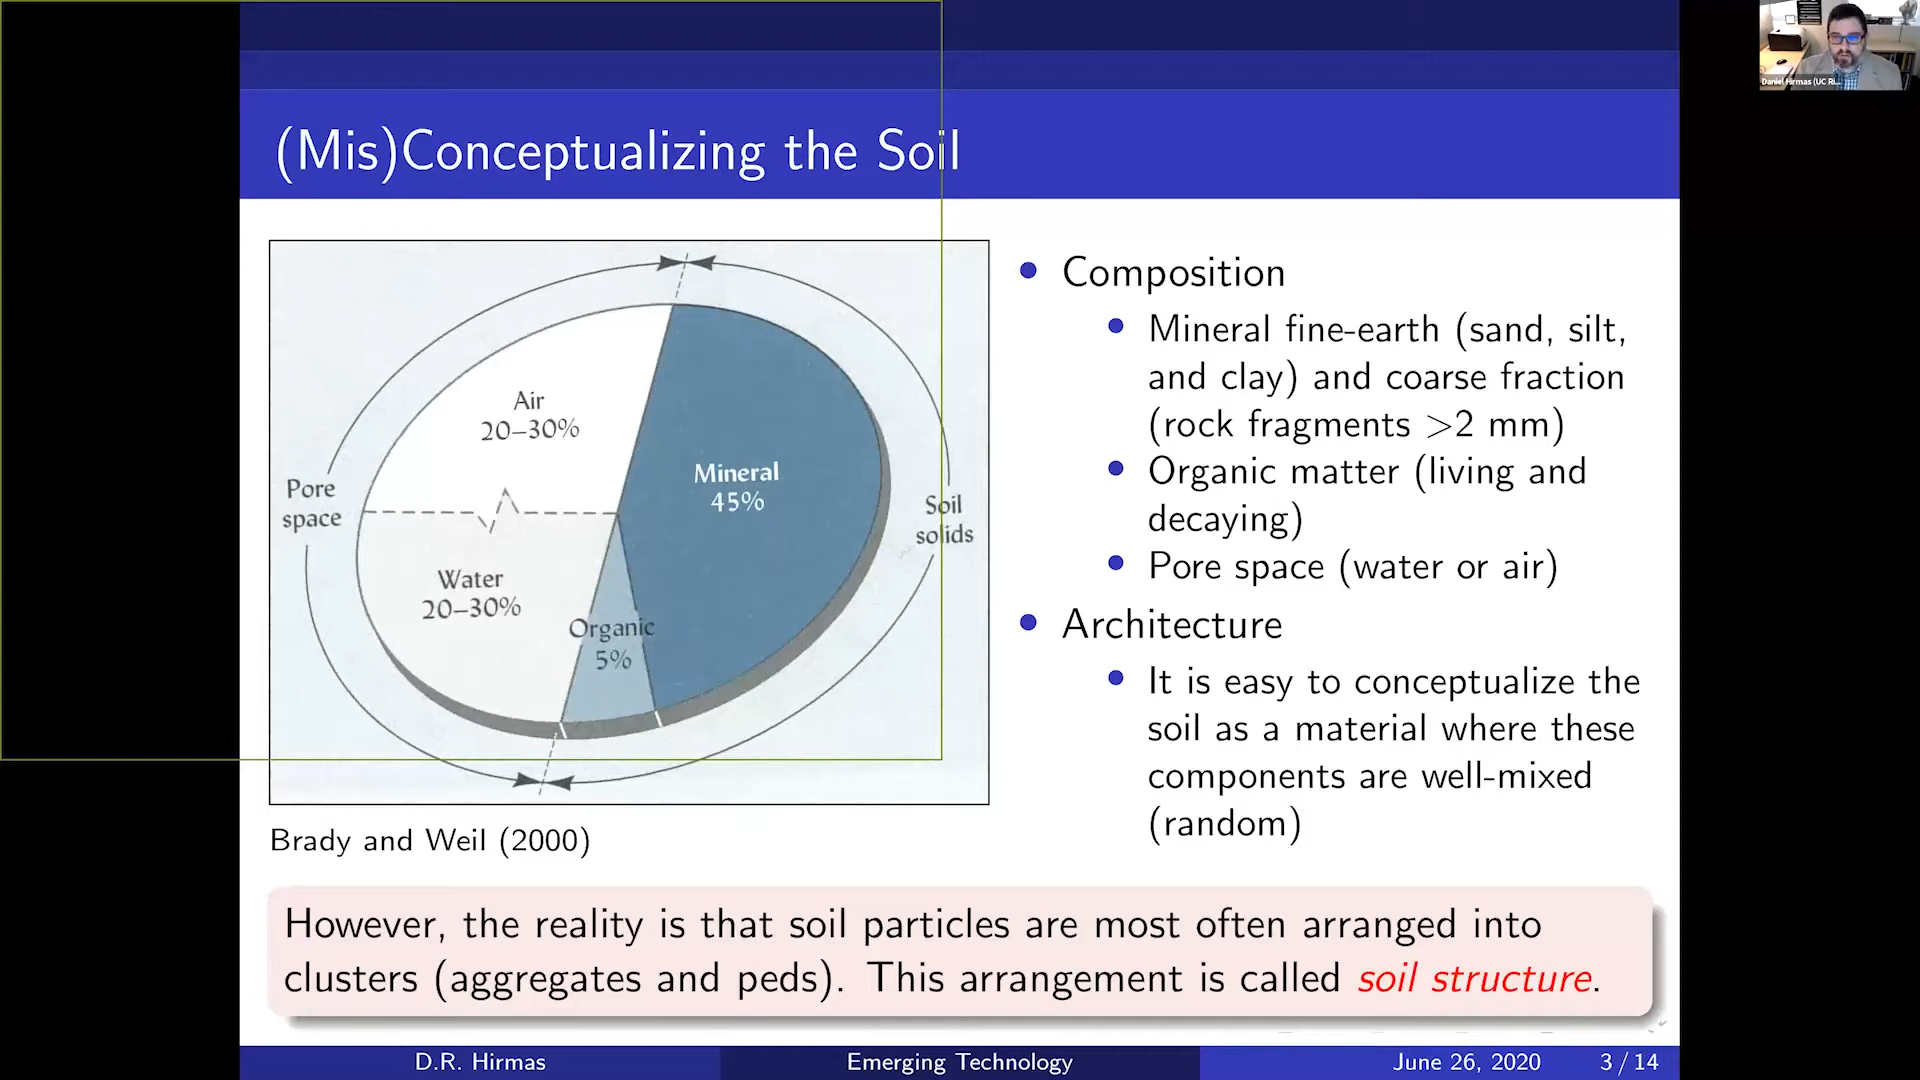 Daniel Hirmas (UC Ri...
(Mis)Conceptualizing the Soil
Air
20–30%
Mineral
45%
Pore
space
Soil
solids
Water
20–30%
Organic
5%
Brady and Weil (2000)
• Composition
• Mineral fine-earth (sand, silt,
and clay) and coarse fraction
(rock fragments >2 mm)
• Organic matter (living and
decaying)
• Pore space (water or air)
• Architecture
• It is easy to conceptualize the
soil as a material where these
components are well-mixed
(random)
However, the reality is that soil particles are most often arranged into
clusters (aggregates and peds). This arrangement is called soil structure.
D.R. Hirmas
Emerging Technology
June 26, 2020
3 / 14